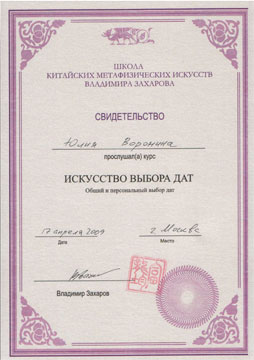 ШКОЛА
КИТАЙСКИХ МЕТАФИЗИЧЕСКИХ ИСКУССТВ
ВЛАДИМИРА ЗАХАРОВА
СВИДЕТЕЛЬСТВО
Юлия Воронина
прослушал(а) курс
ИСКУССТВО ВЫБОРА ДАТ
Общий и персональный выбор дат
17 апреля 2009 г. Москва
Дата Место
Владимир Захаров